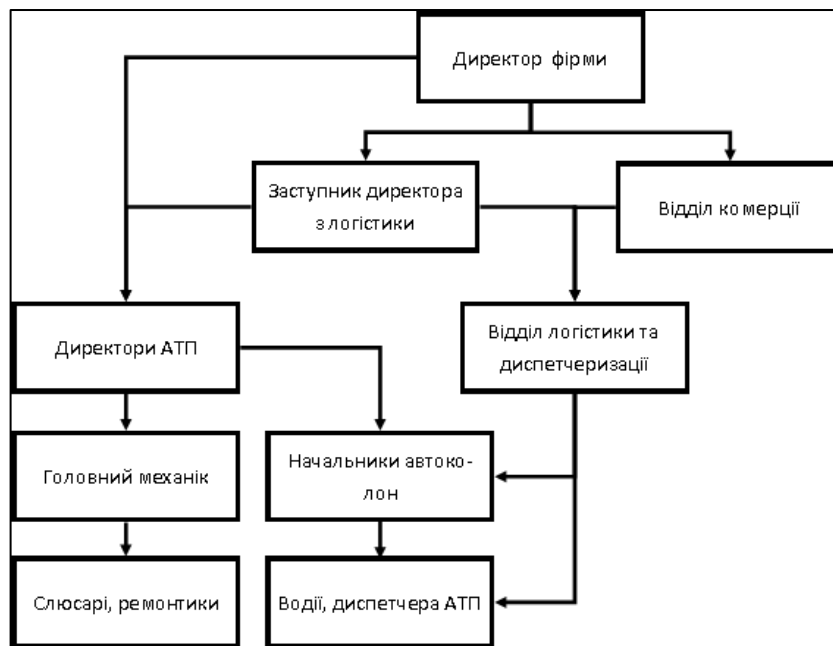 Директор фірми
Заступник директора
з логістики
Відділ комерції
Директори АТП
Відділ логістики та
диспетчеризації
Головний механік
Начальники автоко-
лон
Слюсарі, ремонтики
Водії, диспетчера АТП